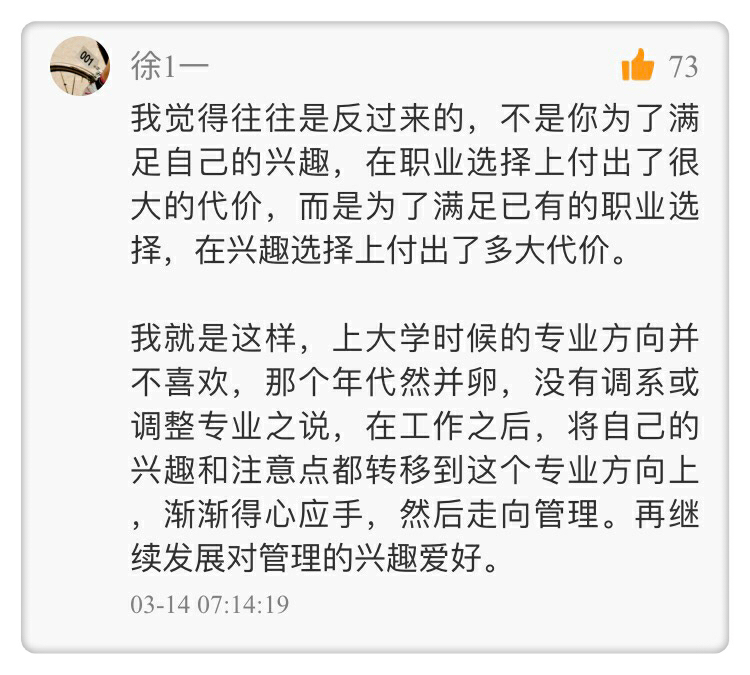 徐1一
73
我觉得往往是反过来的，不是你为了满
足自己的兴趣，在职业选择上付出了很
大的代价，而是为了满足已有的职业选
择，在兴趣选择上付出了多大代价。
我就是这样，上大学时候的专业方向并
不喜欢，那个年代然并卵，没有调系或
调整专业之说，在工作之后，将自己的
兴趣和注意点都转移到这个专业方向上
，渐渐得心应手，然后走向管理。再继
续发展对管理的兴趣爱好。
03-14 07:14:19
001